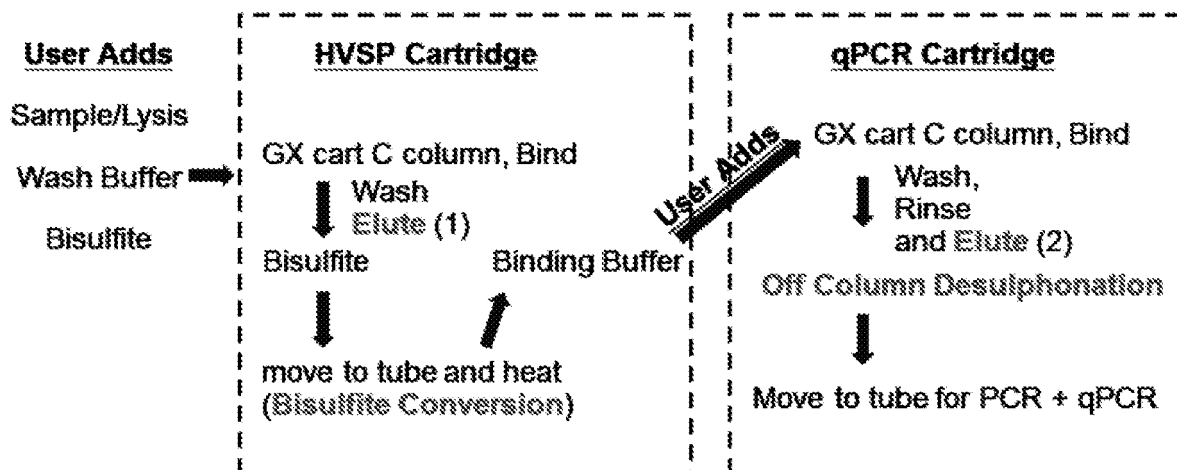 User Adds
Sample/Lysis
Wash Buffer
Bisulfite
HVSP Cartridge
GX cart C column, Bind
Wash
Elute (1)
Bisulfite
Binding Buffer
move to tube and heat
(Bisulfite Conversion)
User Adds
qPCR Cartridge
GX cart C column, Bind
Wash,
Rinse
and Elute (2)
Off Column Desulphonation
Move to tube for PCR + qPCR